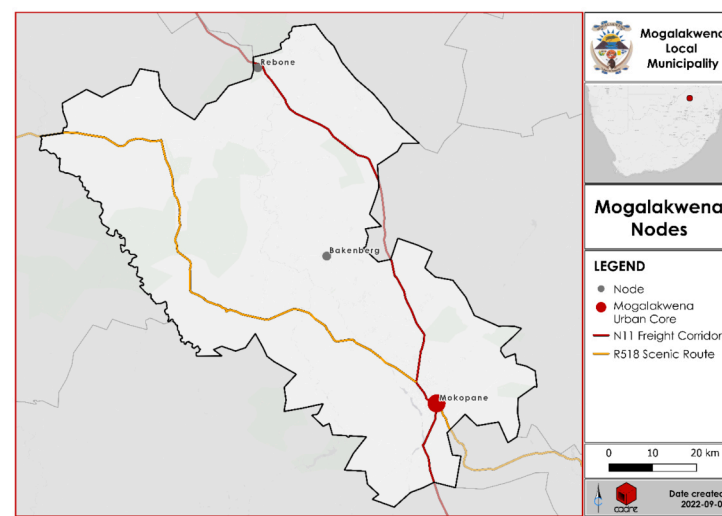 Rebone
Bakenberg
Mokopane
Mogalakwena
Local
Municipality
Mogalakwena
Nodes
LEGEND
Node
Mogalakwena
Urban Core
N11 Freight Corridor
R518 Scenic Route
0 10 20 km
Date created
2022-09-0